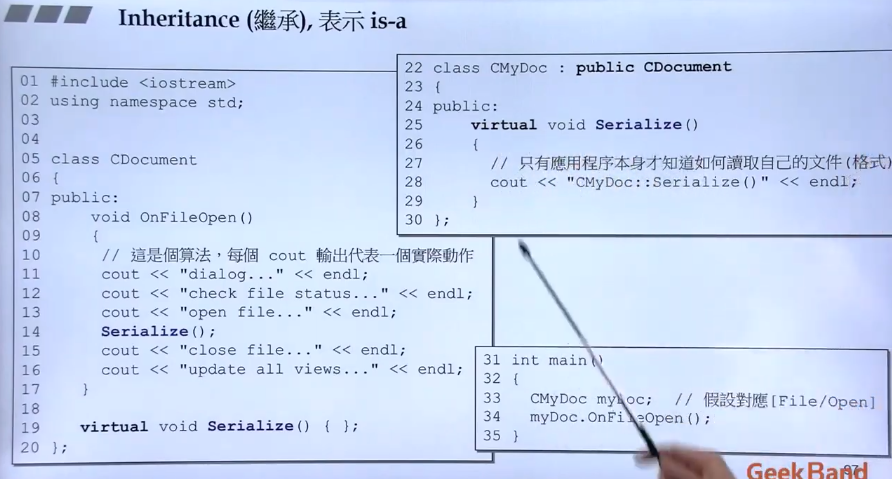 Inheritance (繼承), 表示 is-a
01 #include <iostream>
02 using namespace std;
03
04
05 class CDocument
06 {
07 public:
08 void OnFileOpen()
09 {
10 // 這是個算法，每個 cout 輸出代表一個實際動作
11 cout << "dialog..." << endl;
12 cout << "check file status..." << endl;
13 cout << "open file..." << endl;
14 Serialize();
15 cout << "close file..." << endl;
16 cout << "update all views..." << endl;
17 }
18
19 virtual void Serialize() { };
20 };
22 class CMyDoc : public CDocument
23 {
24 public:
25 virtual void Serialize()
26 {
27 // 只有應用程序本身才知道如何讀取自己的文件(格式)
28 cout << "CMyDoc::Serialize()" << endl;
29 }
30 };
31 int main()
32 {
33 CMyDoc myDoc; // 假設對應[File/Open]
34 myDoc.OnFileOpen();
35 }
GeekBand
97